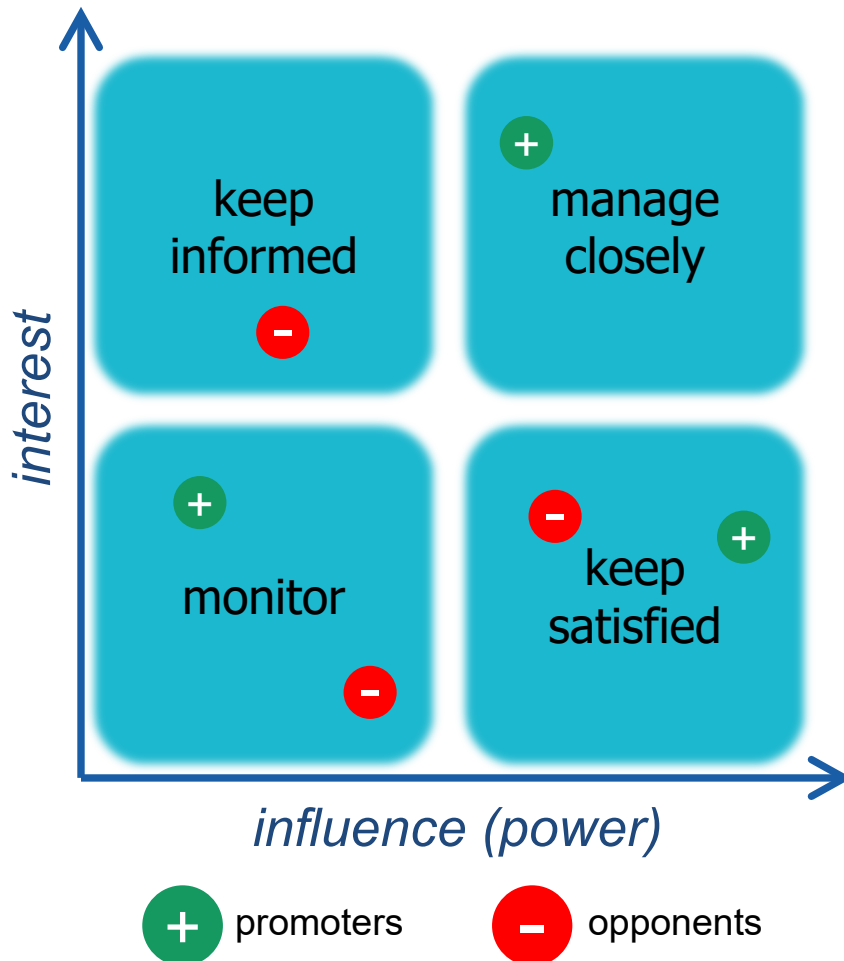 keep
informed
-
+
manage
closely
+
monitor
-
-
+
keep
satisfied
interest
influence (power)
+ promoters
- opponents